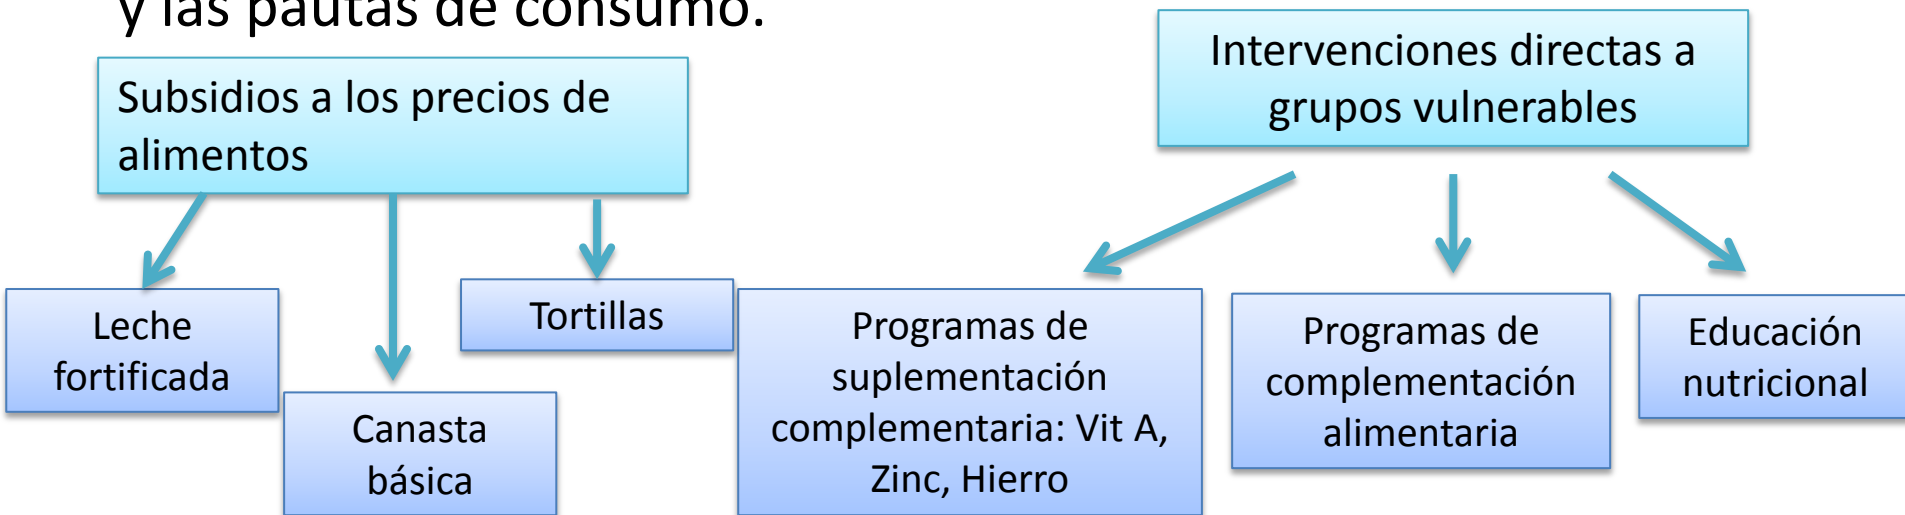 y las pautas de consumo.
Subsidios a los precios de
alimentos
Intervenciones directas a
grupos vulnerables
Leche
fortificada
Canasta
básica
Tortillas
Programas de
suplementación
complementaria: Vit A,
Zinc, Hierro
Programas de
complementación
alimentaria
Educación
nutricional